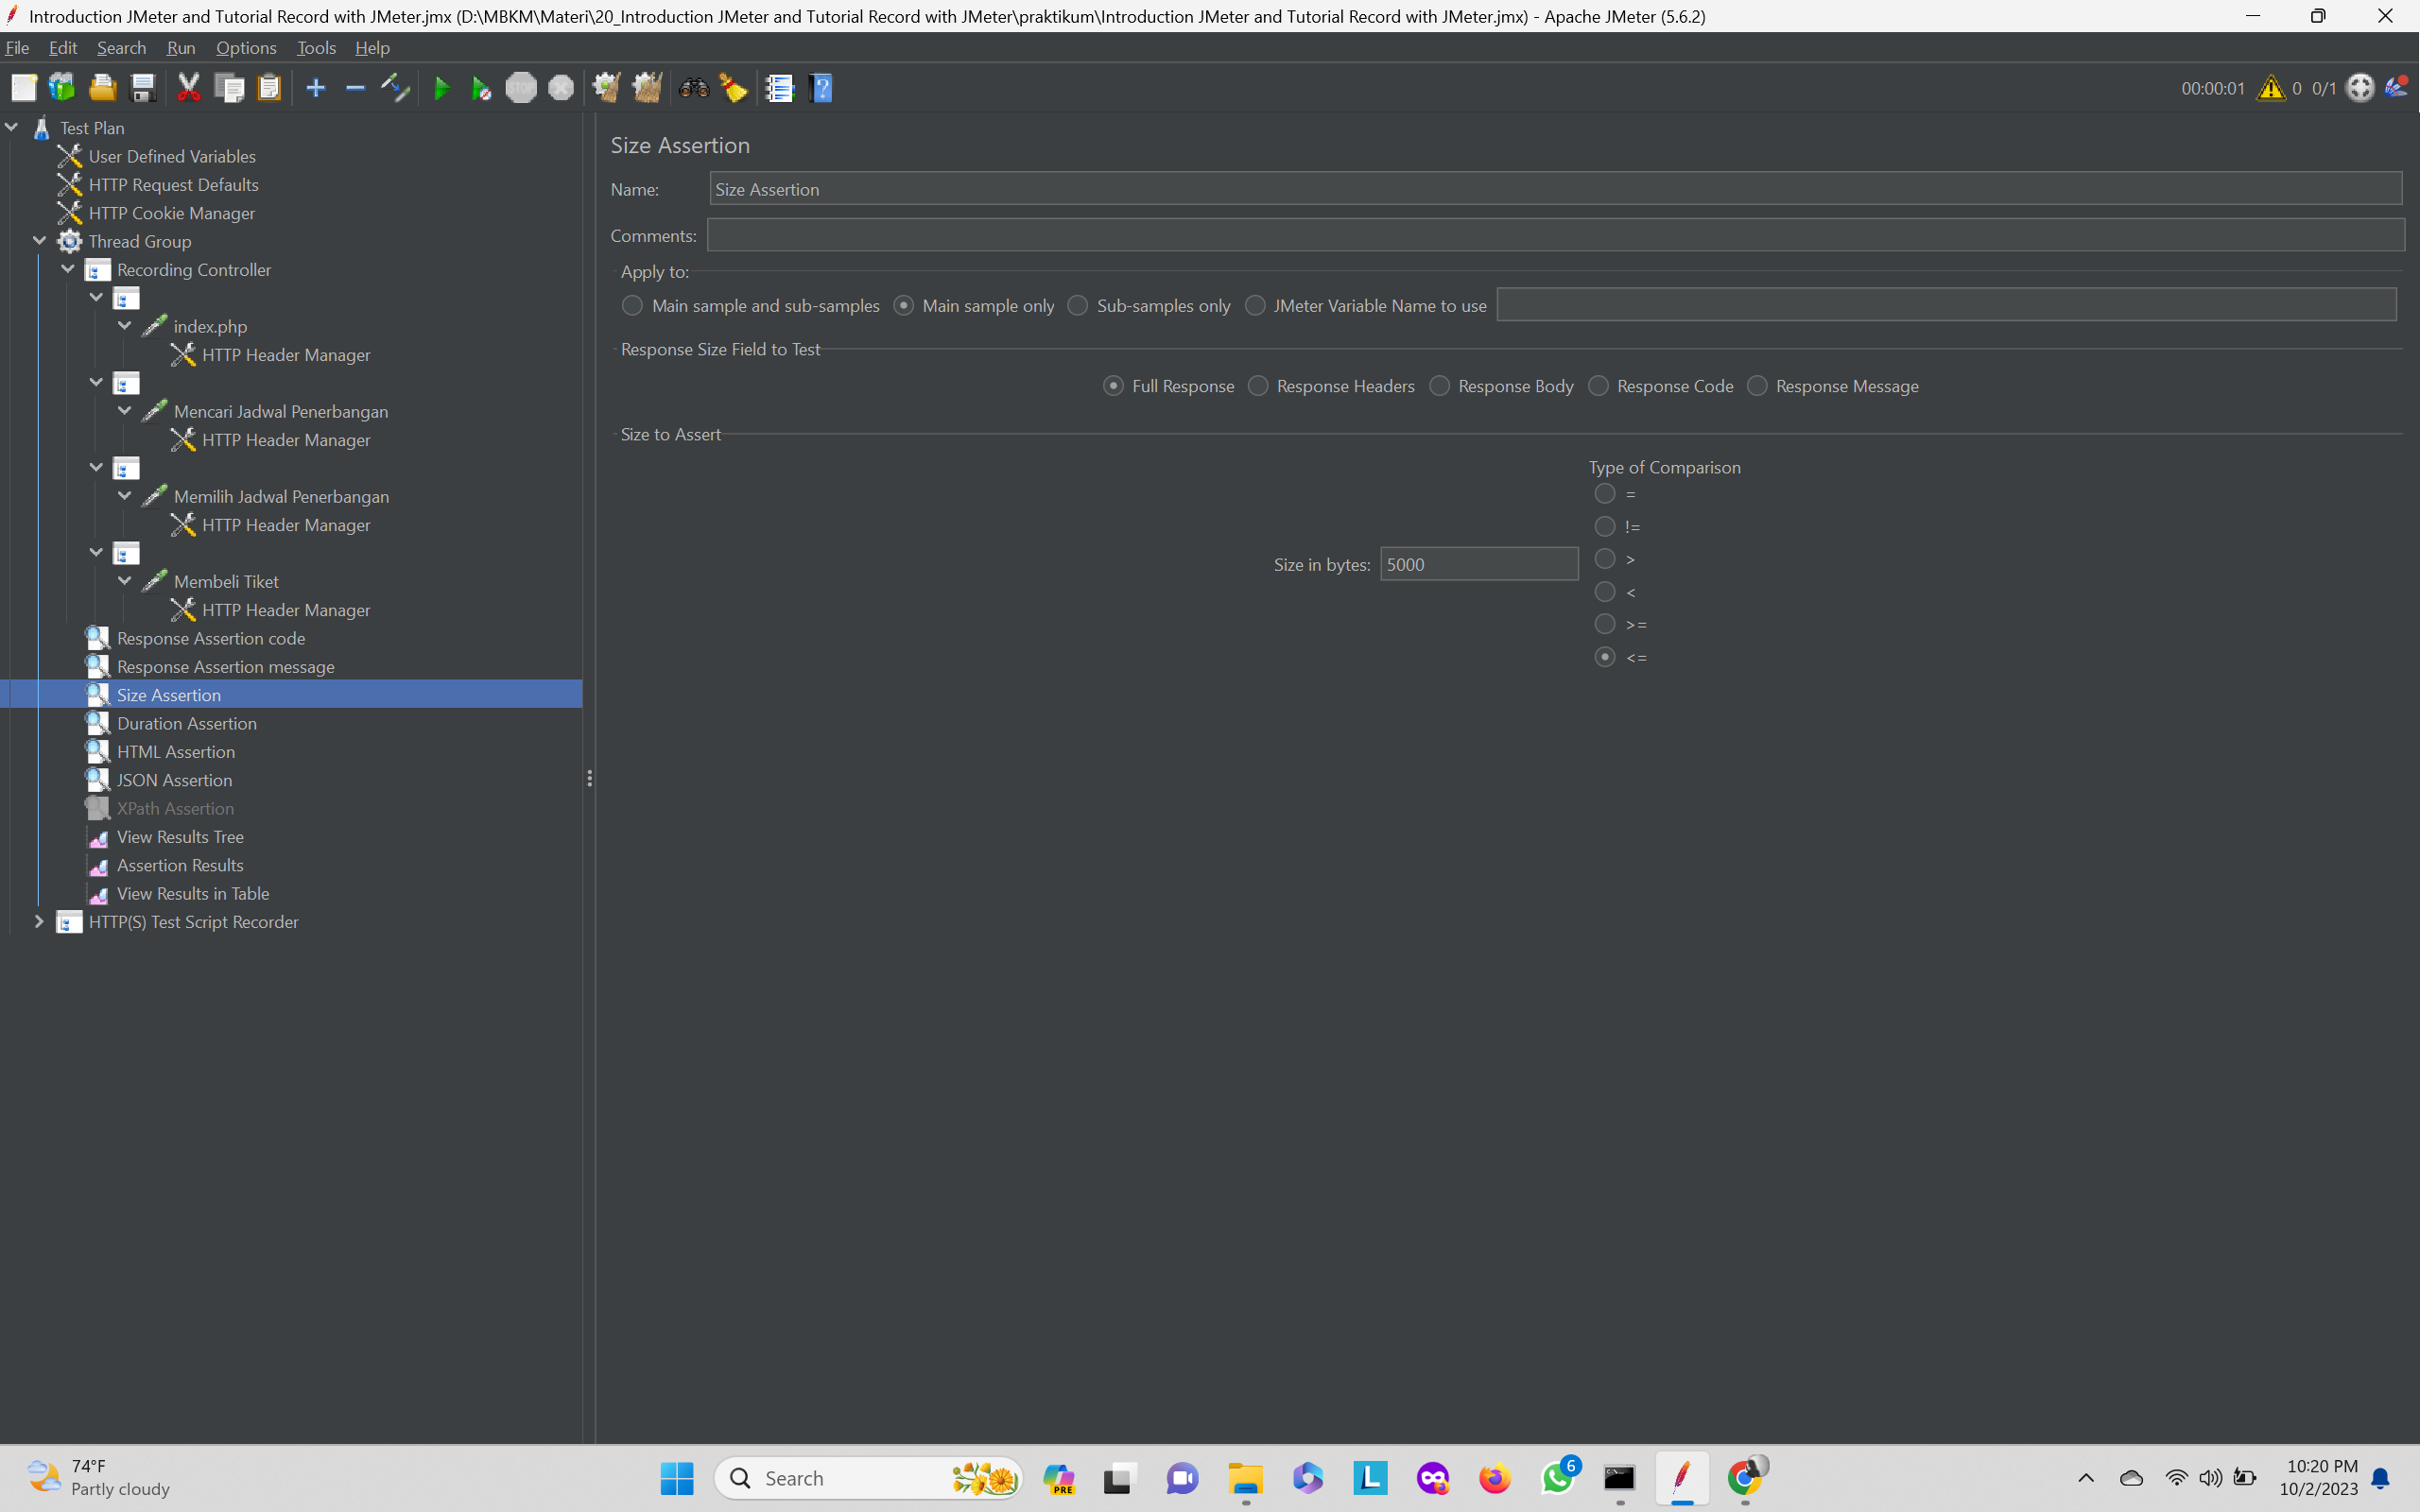 Introduction JMeter and Tutorial Record with JMeter.jmx (D:\MBKM\Materi\20_Introduction JMeter and Tutorial Record with JMeter\praktikum\Introduction JMeter and Tutorial Record with JMeter.jmx) - Apache JMeter (5.6.2)
File Edit Search Run Options Tools Help
STOP
00:00:01 0 0/1
Test Plan
User Defined Variables
HTTP Request Defaults
HTTP Cookie Manager
Thread Group
Recording Controller
index.php
HTTP Header Manager
Mencari Jadwal Penerbangan
HTTP Header Manager
Memilih Jadwal Penerbangan
HTTP Header Manager
Membeli Tiket
HTTP Header Manager
Response Assertion code
Response Assertion message
Size Assertion
Duration Assertion
HTML Assertion
JSON Assertion
XPath Assertion
View Results Tree
Assertion Results
View Results in Table
HTTP(S) Test Script Recorder
Size Assertion
Name: Size Assertion
Comments:
Apply to:
Main sample and sub-samples Main sample only Sub-samples only JMeter Variable Name to use
Response Size Field to Test
Full Response Response Headers Response Body Response Code Response Message
Size to Assert
Type of Comparison
=
!=
Size in bytes: 5000
>
<
>=
<=
74°F
Partly cloudy
Search
PRE
L
6
10:20 PM
10/2/2023